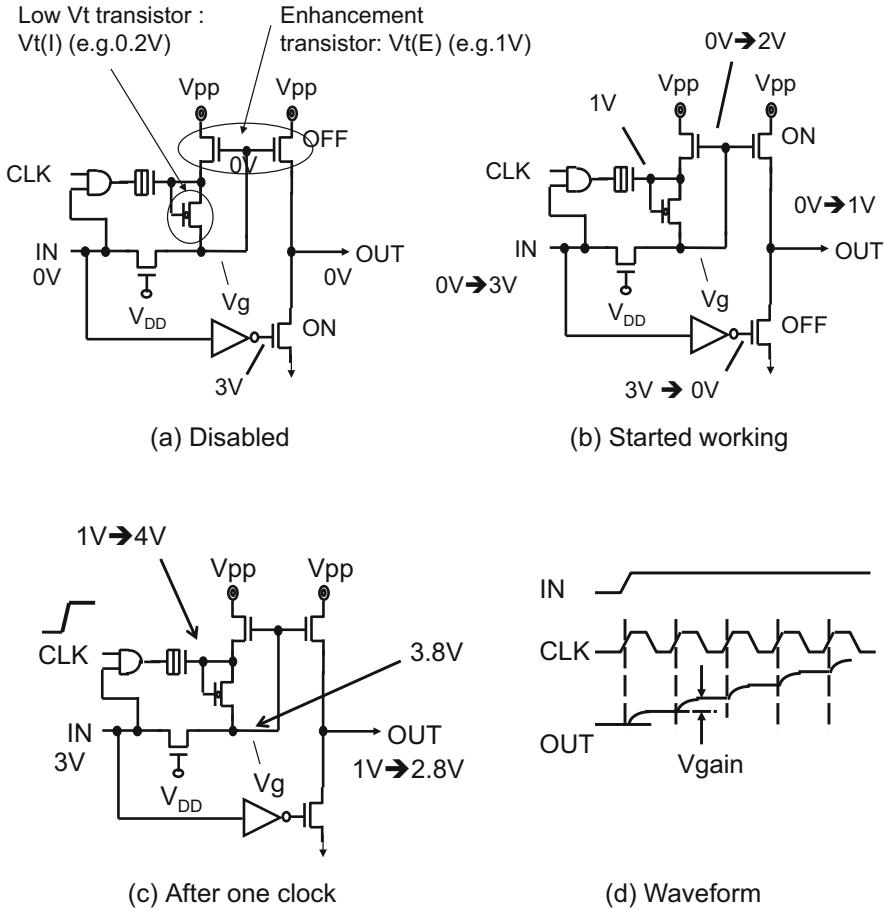 Low Vt transistor :
Vt(I) (e.g.0.2V)
Enhancement
transistor: Vt(E) (e.g.1V)
Vpp
Vpp
OFF
0V
CLK
IN
0V
OUT
0V
Vg
VDD
ON
3V
(a) Disabled
0V➔2V
Vpp
Vpp
1V
ON
CLK
0V➔1V
IN
OUT
0V➔3V
Vg
VDD
OFF
3V ➔ 0V
(b) Started working
1V➔4V
Vpp
Vpp
CLK
3.8V
IN
3V
OUT
1V➔2.8V
Vg
VDD
(c) After one clock
IN
CLK
OUT
Vgain
(d) Waveform